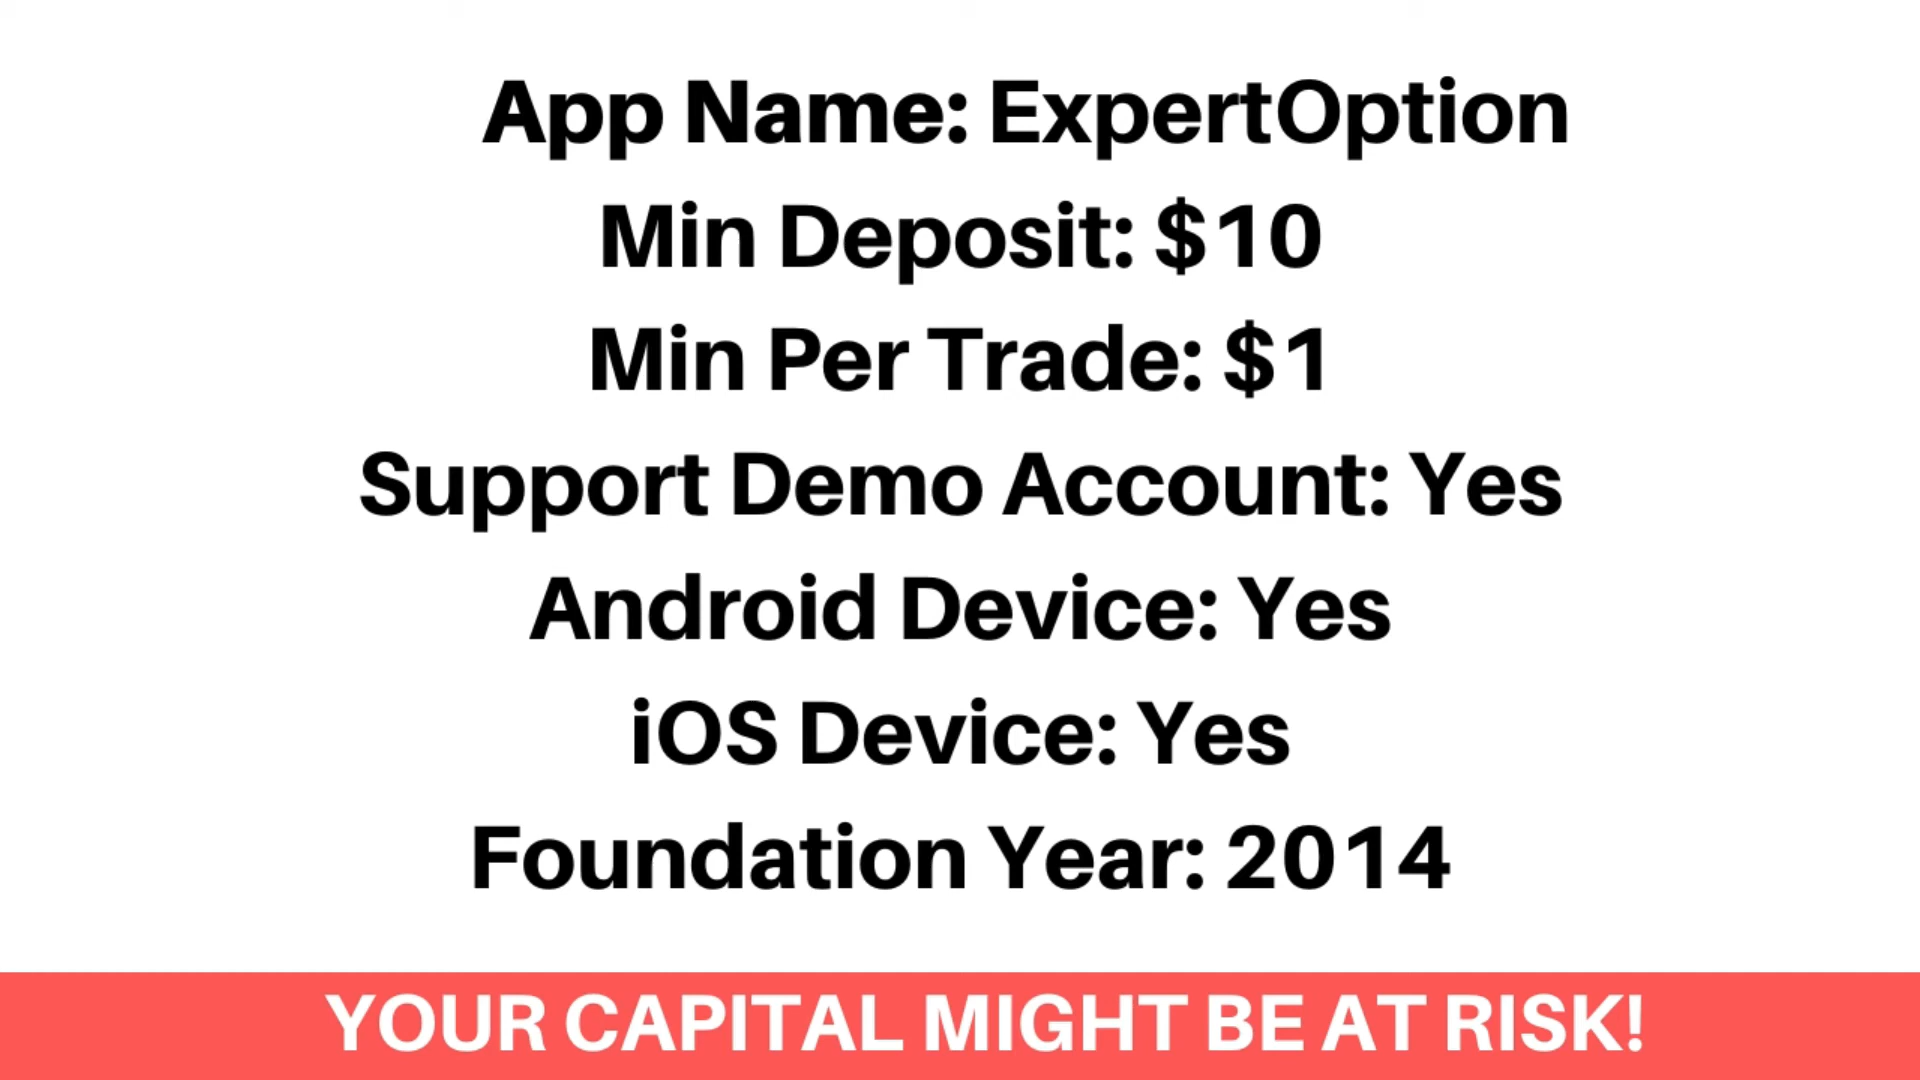 App Name: ExpertOption
Min Deposit: $10
Min Per Trade: $1
Support Demo Account: Yes
Android Device: Yes
iOS Device: Yes
Foundation Year: 2014
YOUR CAPITAL MIGHT BE AT RISK!